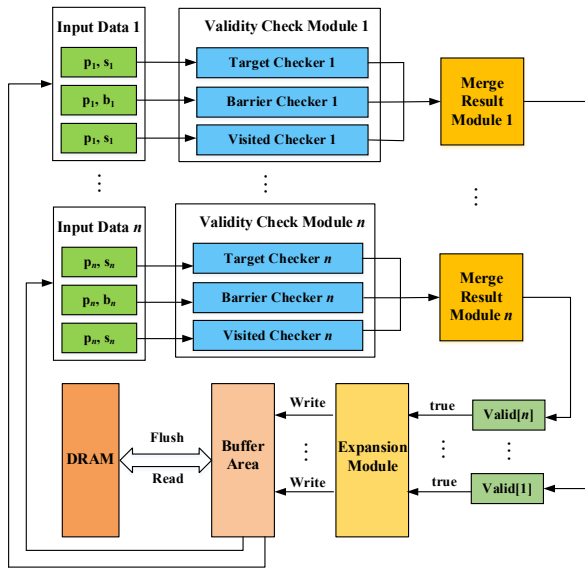 Input Data 1
Validity Check Module 1
p₁, s₁
Target Checker 1
p₁, b₁
Barrier Checker 1
p₁, s₁
Visited Checker 1
Merge
Result
Module 1
...
...
...
Input Data n
Validity Check Module n
pₙ, sₙ
Target Checker n
pₙ, bₙ
Barrier Checker n
pₙ, sₙ
Visited Checker n
Merge
Result
Module n
DRAM
Flush
Read
Buffer
Area
Write
...
Write
Expansion
Module
true
...
true
Valid[n]
...
Valid[1]